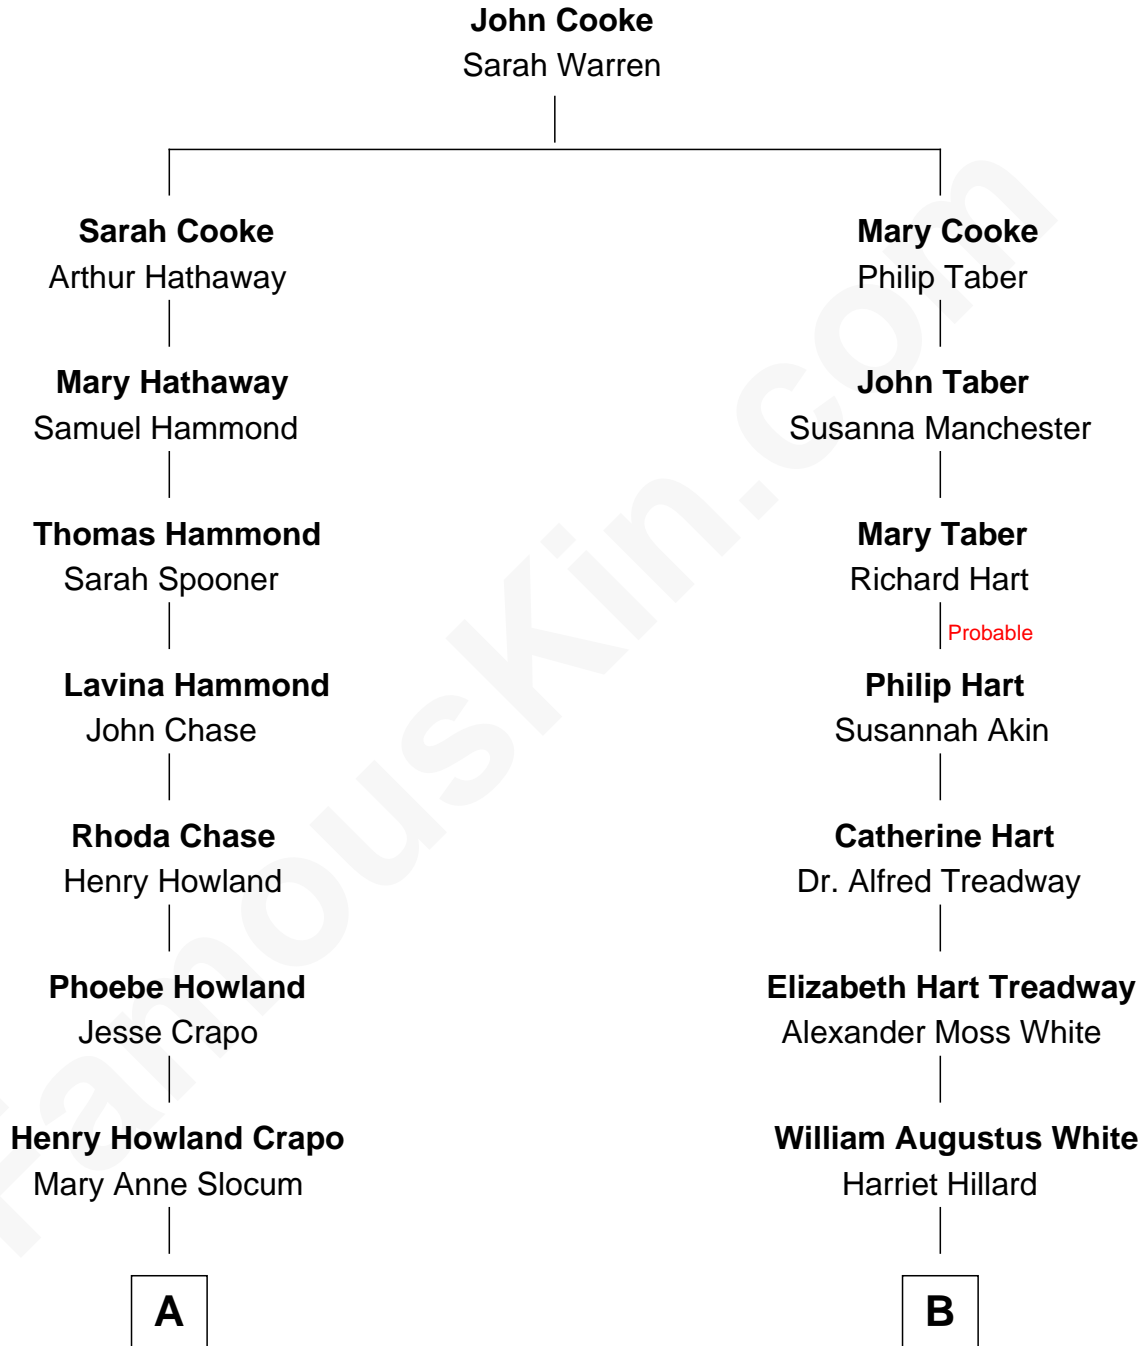 John Cooke
Sarah Warren
Sarah Cooke
Arthur Hathaway
Mary Hathaway
Samuel Hammond
Thomas Hammond
Sarah Spooner
Lavina Hammond
John Chase
Rhoda Chase
Henry Howland
Phoebe Howland
Jesse Crapo
Henry Howland Crapo
Mary Anne Slocum
A
Mary Cooke
Philip Taber
John Taber
Susanna Manchester
Mary Taber
Richard Hart
Probable
Philip Hart
Susannah Akin
Catherine Hart
Dr. Alfred Treadway
Elizabeth Hart Treadway
Alexander Moss White
William Augustus White
Harriet Hillard
B
FamousKin.com